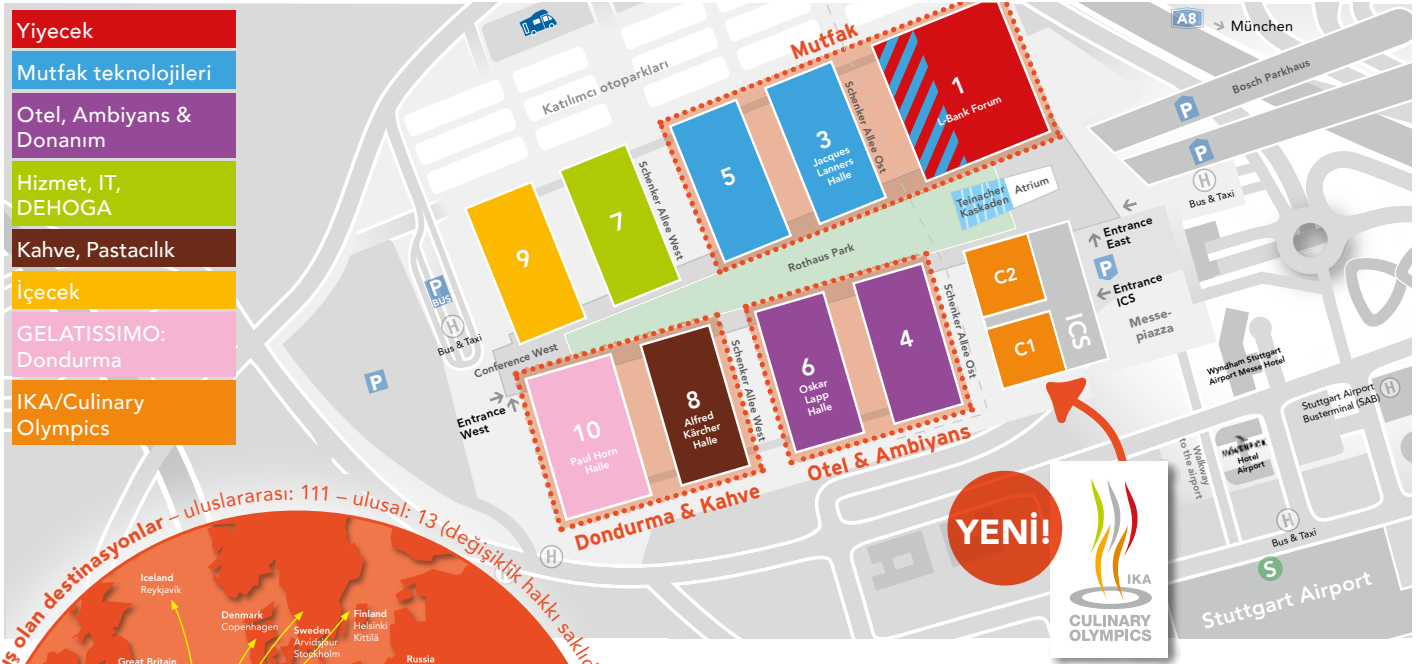 Yiyecek
Mutfak teknolojileri
Otel, Ambiyans &
Donanım
Hizmet, IT,
DEHOGA
Kahve, Pastacılık
İçecek
GELATISSIMO:
Dondurma
IKA/Culinary
Olympics
A8
München
Bosch Parkhaus
P
P
H
Bus & Taxi
Katılımcı otoparkları
Mutfak
1
L-Bank Forum
Schenker Allee Ost
3
Jacques
Lanners
Halle
5
Schenker Allee West
7
9
Teinacher
Kaskaden
Atrium
Rothaus Park
Entrance
East
P
Entrance
ICS
Messe-
piazza
ICS
C2
C1
P
BUS
H
Bus & Taxi
P
Conference West
Entrance
West
10
Paul Horn
Halle
8
Alfred
Kärcher
Halle
Schenker Allee West
6
Oskar
Lapp
Halle
4
Schenker Allee Ost
Dondurma & Kahve
Otel & Ambiyans
Wyndham Stuttgart
Airport Messe Hotel
Stuttgart Airport
Busterminal (SAB)
H
Walkway
to the airport
Hotel
Airport
H
Bus & Taxi
S
Stuttgart Airport
YENİ!
IKA
CULINARY
OLYMPICS
H
olan destinasyonlar – uluslararası: 111 – ulusal: 13 (değişiklik hakkı
Iceland
Reykjavik
Denmark
Copenhagen
Sweden
Arvidsjaur
Stockholm
Finland
Helsinki
Kittilä
Great Britain
Russia